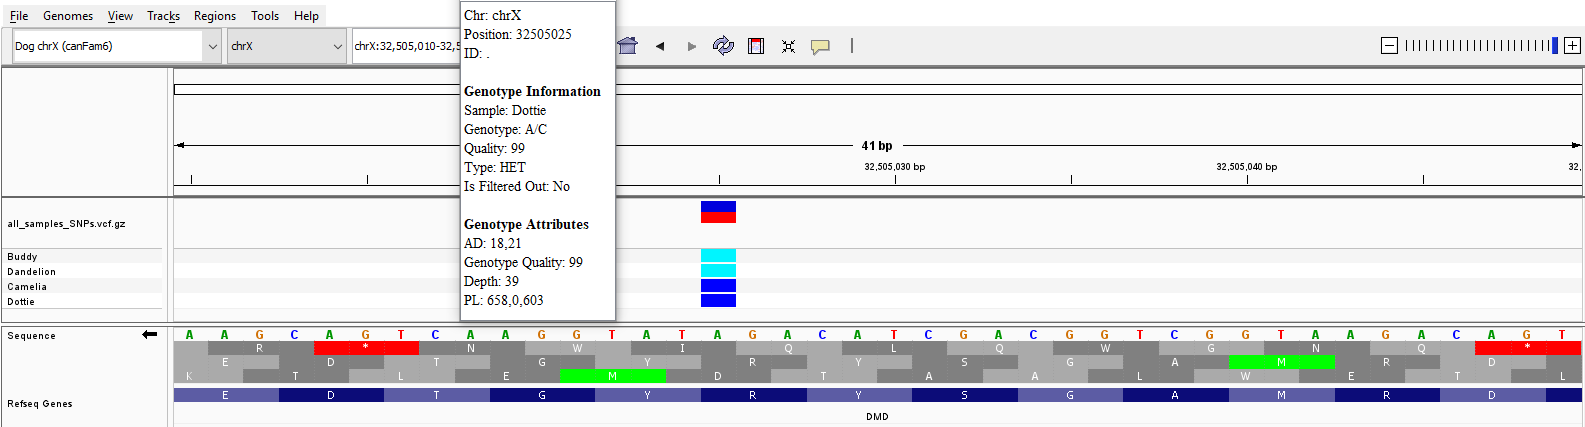 File Genomes View Tracks Regions Tools Help
Dog chrX (canFam6) chrX chrX:32,505,010-32,5
Chr: chrX
Position: 32505025
ID: .
Genotype Information
Sample: Dottie
Genotype: A/C
Quality: 99
Type: HET
Is Filtered Out: No
Genotype Attributes
AD: 18,21
Genotype Quality: 99
Depth: 39
PL: 658,0,603
41 bp
32,505,030 bp 32,505,040 bp 32,
all_samples_SNPs.vcf.gz
Buddy
Dandelion
Camelia
Dottie
Sequence A A G C A G T C A A G G T A T A G A C A T C G A C G G T C G G T A A G A C A G T
R * N W I Q L Q W G N Q *
E D T G Y R Y S G A M R D
K T L E M D T Y A A L W E T L
Refseq Genes E D T G Y R Y S G A M R D
DMD